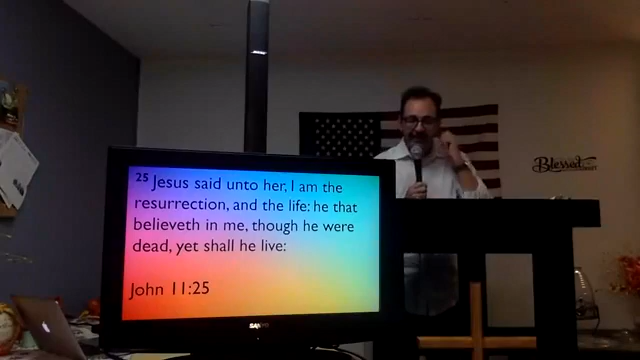 25 Jesus said unto her, I am the
resurrection, and the life: he that
believeth in me, though he were
dead, yet shall he live:
John 11:25
SANYO
Blessed
BOSE